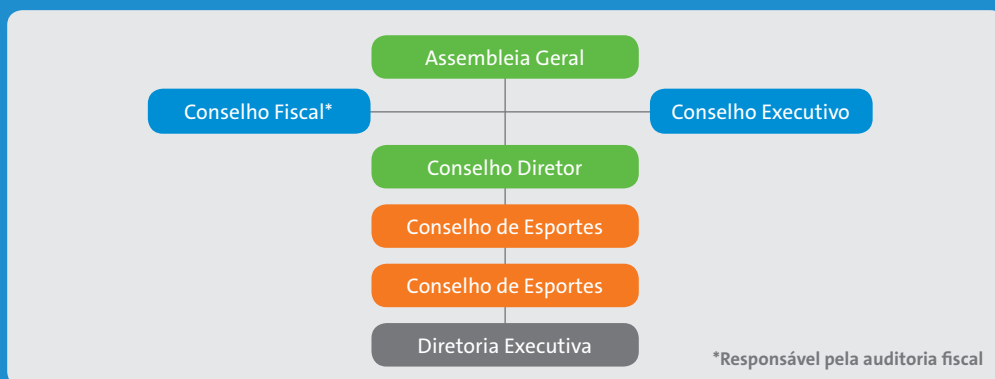 Assembleia Geral
Conselho Fiscal*
Conselho Executivo
Conselho Diretor
Conselho de Esportes
Conselho de Esportes
Diretoria Executiva
*Responsável pela auditoria fiscal